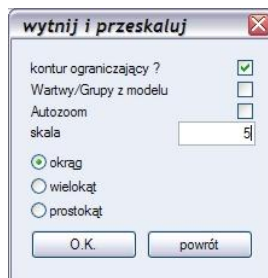 wytnij i przeskaluj
kontur ograniczający ?
Wartwy/Grupy z modelu
Autozoom
skala 5
okrąg
wielokąt
prostokąt
O.K. powrót